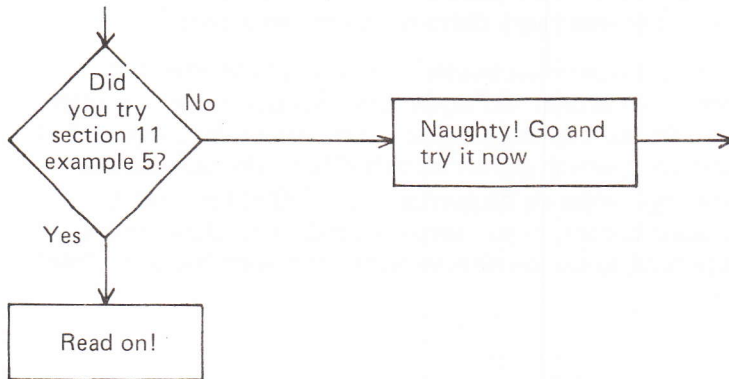 Did
you try
section 11
example 5?
No
Naughty! Go and
try it now
Yes
Read on!